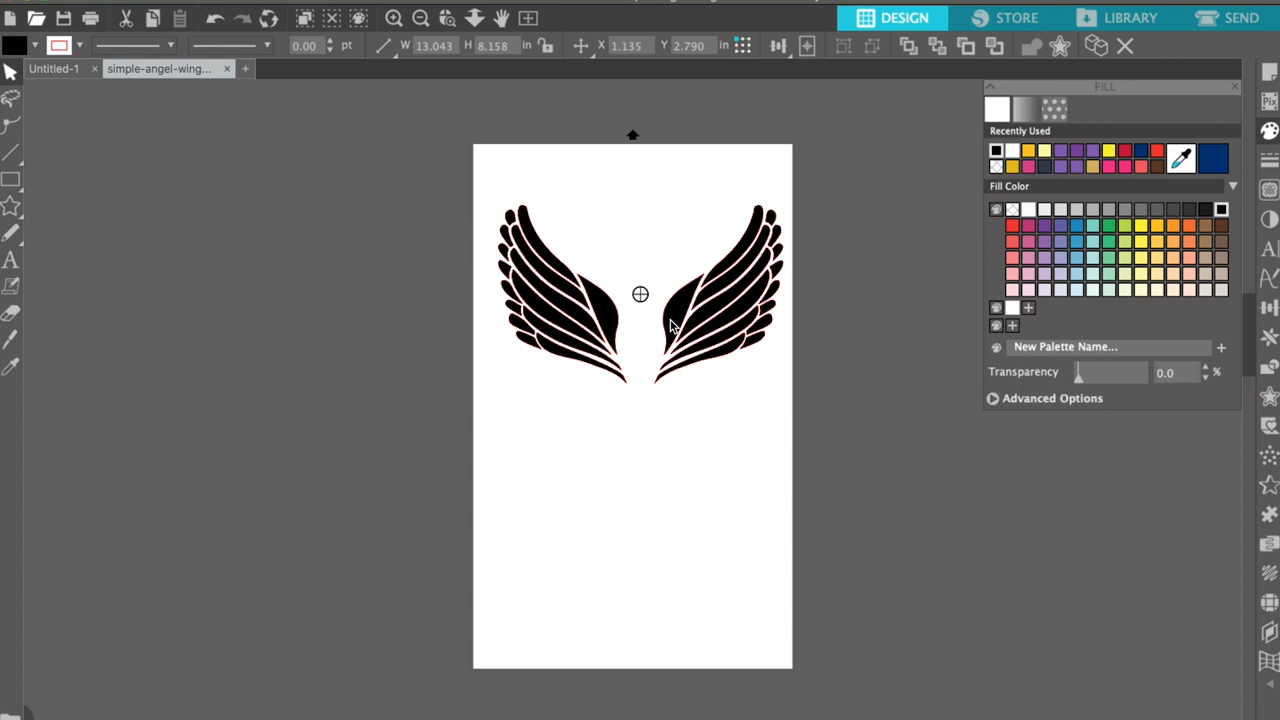 DESIGN
STORE
LIBRARY
SEND
0.00 pt
W 13.043 H 8.158 in
X 1.135 Y 2.790 in
Untitled-1 ×
simple-angel-wing... ×
+
FILL
Recently Used
Fill Color
New Palette Name...
Transparency 0.0 %
Advanced Options
Pix
A
A